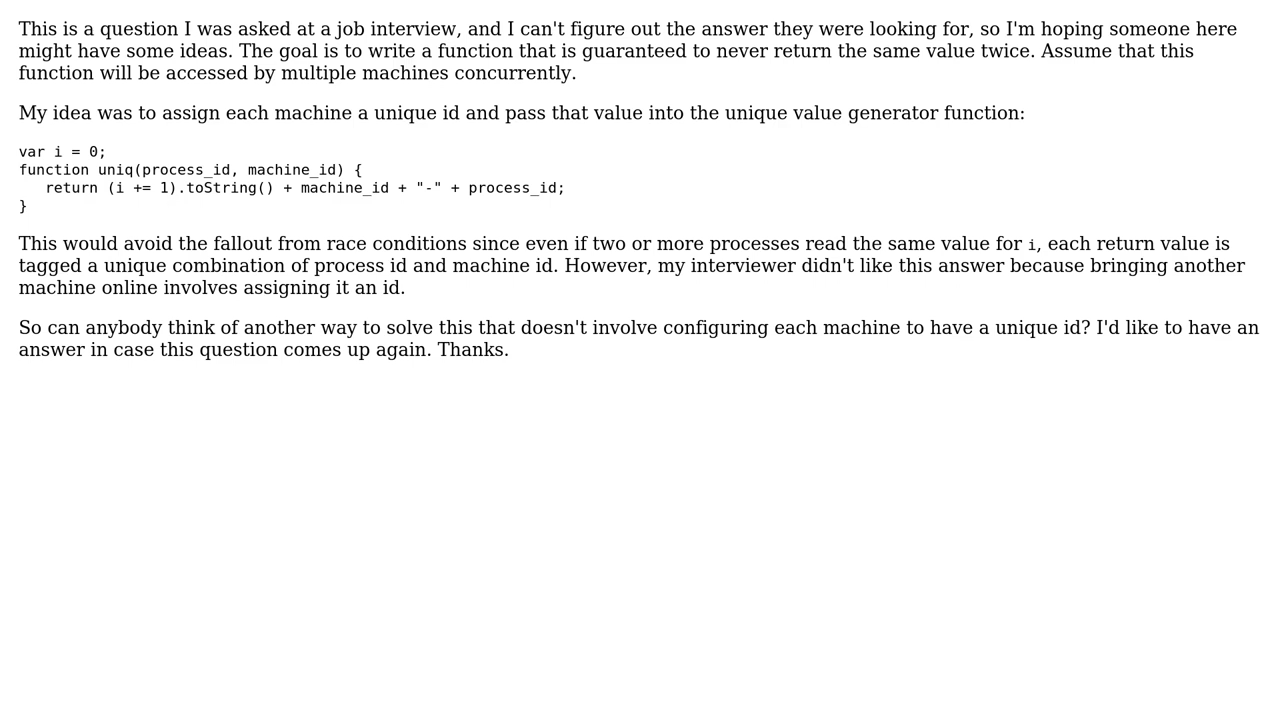 This is a question I was asked at a job interview, and I can't figure out the answer they were looking for, so I'm hoping someone here
might have some ideas. The goal is to write a function that is guaranteed to never return the same value twice. Assume that this
function will be accessed by multiple machines concurrently.
My idea was to assign each machine a unique id and pass that value into the unique value generator function:
var i = 0;
function uniq(process_id, machine_id) {
   return (i += 1).toString() + machine_id + "-" + process_id;
}
This would avoid the fallout from race conditions since even if two or more processes read the same value for i, each return value is
tagged a unique combination of process id and machine id. However, my interviewer didn't like this answer because bringing another
machine online involves assigning it an id.
So can anybody think of another way to solve this that doesn't involve configuring each machine to have a unique id? I'd like to have an
answer in case this question comes up again. Thanks.